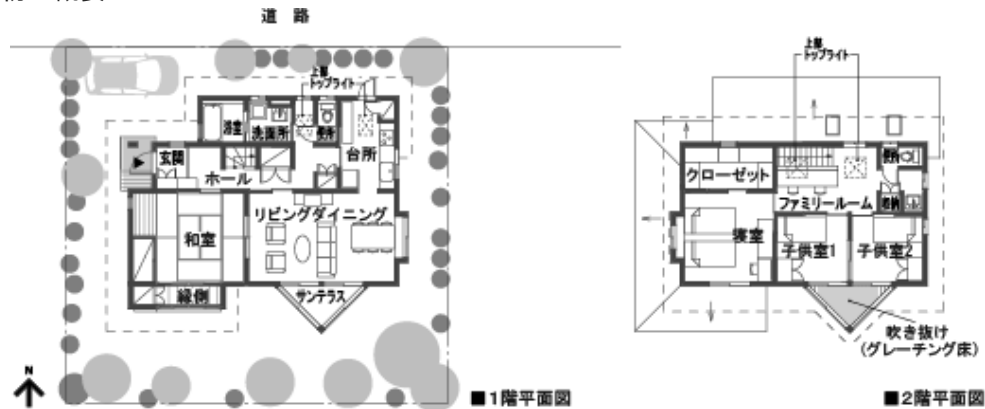 道 路
上部
トップライト
浴室
洗面所
便所
台所
玄関
ホール
リビングダイニング
和室
縁側
サンテラス
N
■1階平面図
上部
トップライト
便所
クローゼット
ファミリールーム
収納
寝室
子供室1
子供室2
吹き抜け
(グレーチング床)
■2階平面図